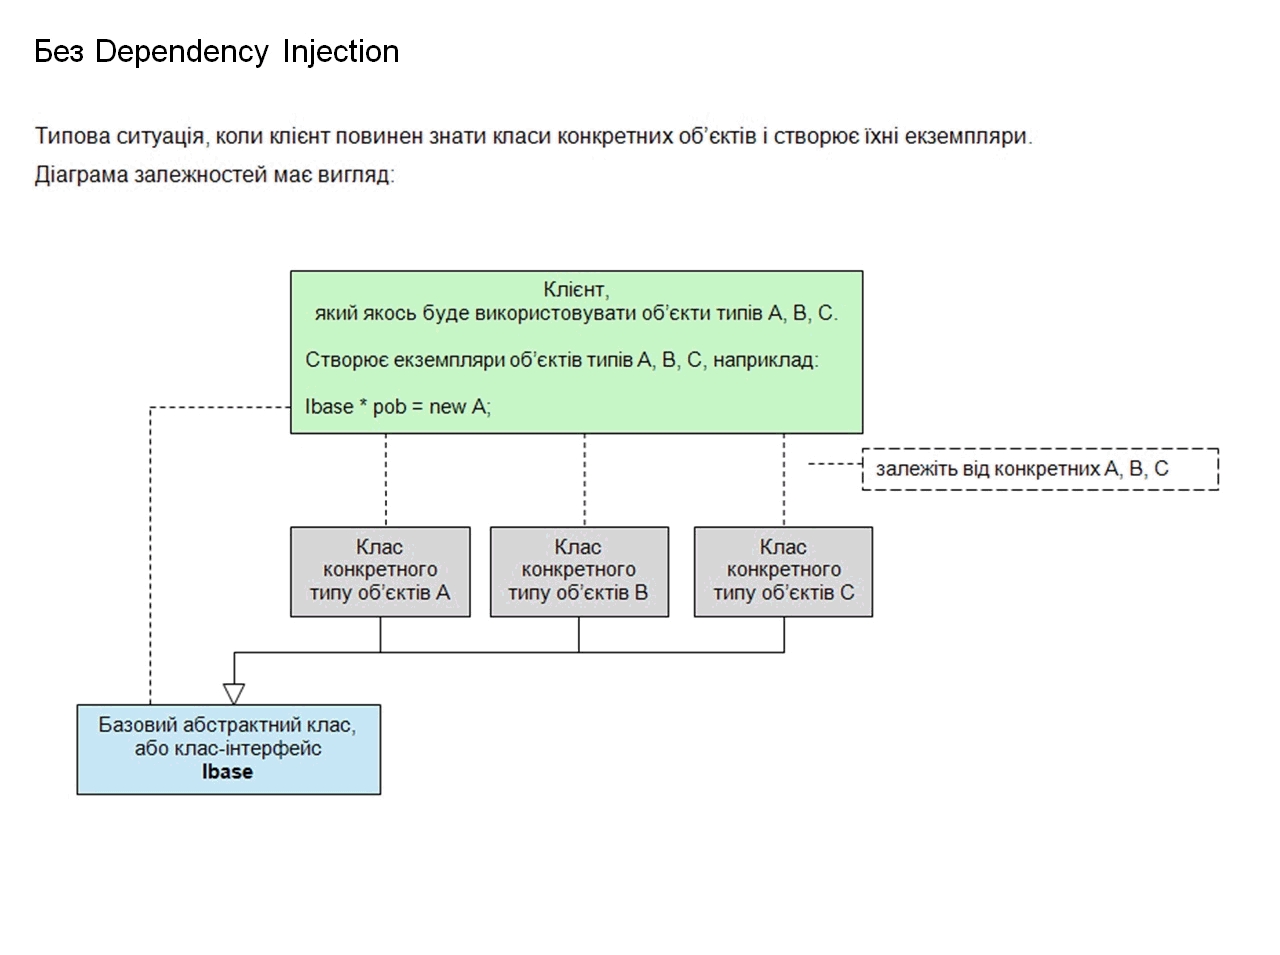 Без Dependency Injection
Типова ситуація, коли клієнт повинен знати класи конкретних об’єктів і створює їхні екземпляри.
Діаграма залежностей має вигляд:
Клієнт,
який якось буде використовувати об’єкти типів A, B, C.
Створює екземпляри об’єктів типів A, B, C, наприклад:
Ibase * pob = new A;
залежіть від конкретних A, B, C
Клас
конкретного
типу об’єктів A
Клас
конкретного
типу об’єктів B
Клас
конкретного
типу об’єктів C
Базовий абстрактний клас,
або клас-інтерфейс
Ibase